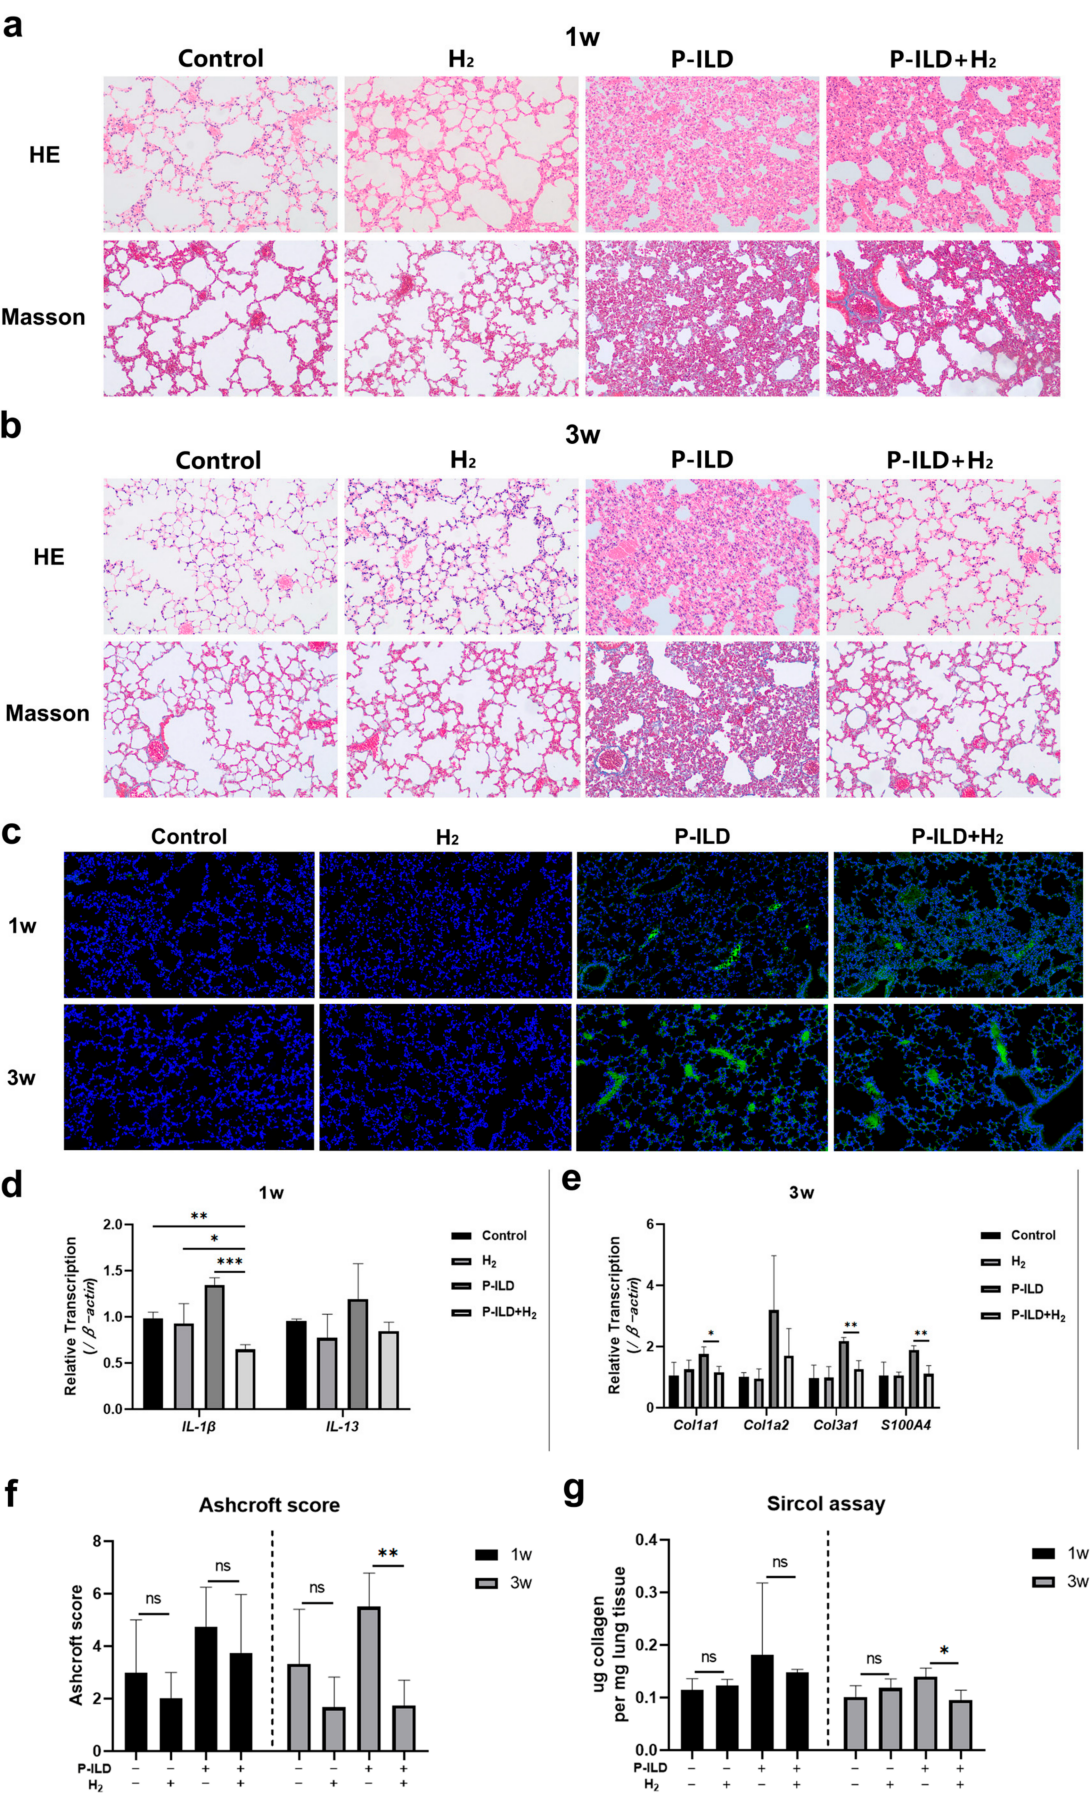 a
1w
Control H2 P-ILD P-ILD+H2
HE
Masson
b
3w
Control H2 P-ILD P-ILD+H2
HE
Masson
c
Control H2 P-ILD P-ILD+H2
1w
3w
d
1w
Relative Transcription
(/β-actin)
2.0
1.5
1.0
0.5
0.0
**
*
***
IL-1β IL-13
Control
H2
P-ILD
P-ILD+H2
e
3w
Relative Transcription
(/β-actin)
6
4
2
0
* ** **
Col1a1 Col1a2 Col3a1 S100A4
Control
H2
P-ILD
P-ILD+H2
f
Ashcroft score
Ashcroft score
8
6
4
2
0
ns ns ns **
1w
3w
P-ILD − − + + − − + +
H2 − + − + − + − +
g
Sircol assay
ug collagen
per mg lung tissue
0.4
0.3
0.2
0.1
0.0
ns ns ns *
1w
3w
P-ILD − − + + − − + +
H2 − + − + − + − +